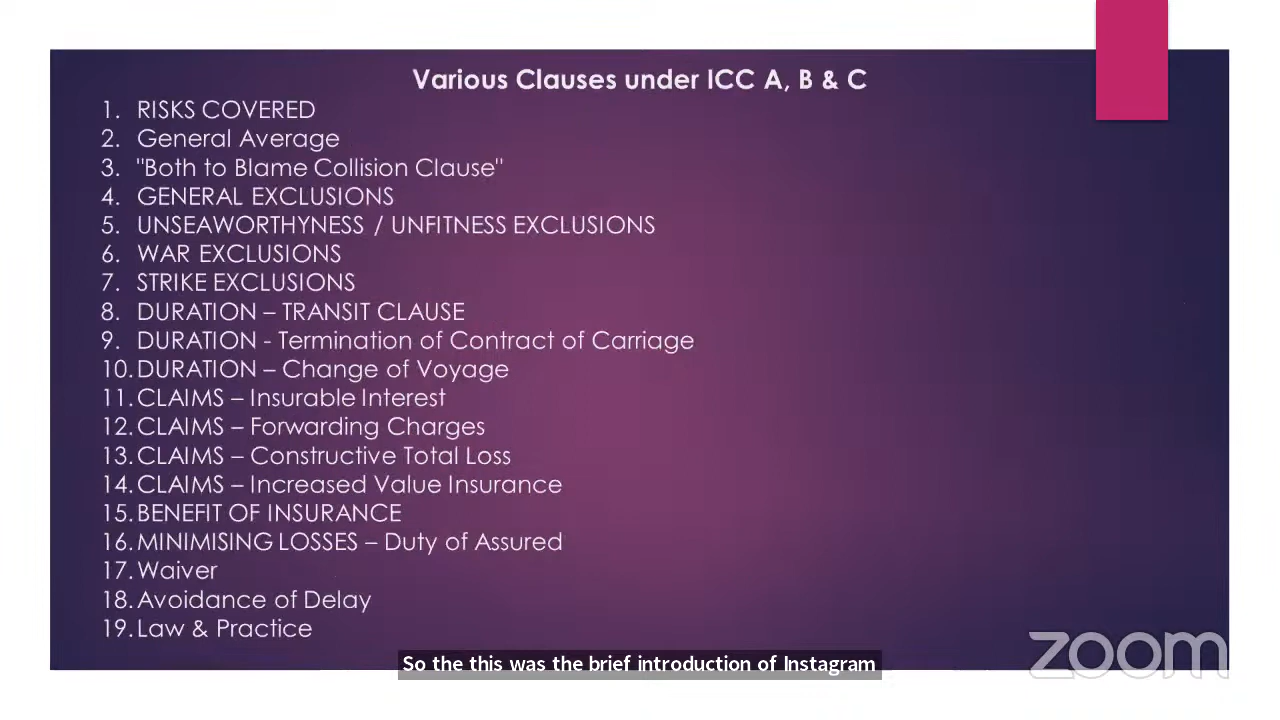 Various Clauses under ICC A, B & C
1. RISKS COVERED
2. General Average
3. "Both to Blame Collision Clause"
4. GENERAL EXCLUSIONS
5. UNSEAWORTHYNESS / UNFITNESS EXCLUSIONS
6. WAR EXCLUSIONS
7. STRIKE EXCLUSIONS
8. DURATION – TRANSIT CLAUSE
9. DURATION - Termination of Contract of Carriage
10. DURATION – Change of Voyage
11. CLAIMS – Insurable Interest
12. CLAIMS – Forwarding Charges
13. CLAIMS – Constructive Total Loss
14. CLAIMS – Increased Value Insurance
15. BENEFIT OF INSURANCE
16. MINIMISING LOSSES – Duty of Assured
17. Waiver
18. Avoidance of Delay
19. Law & Practice
zoom
So the this was the brief introduction of Instagram